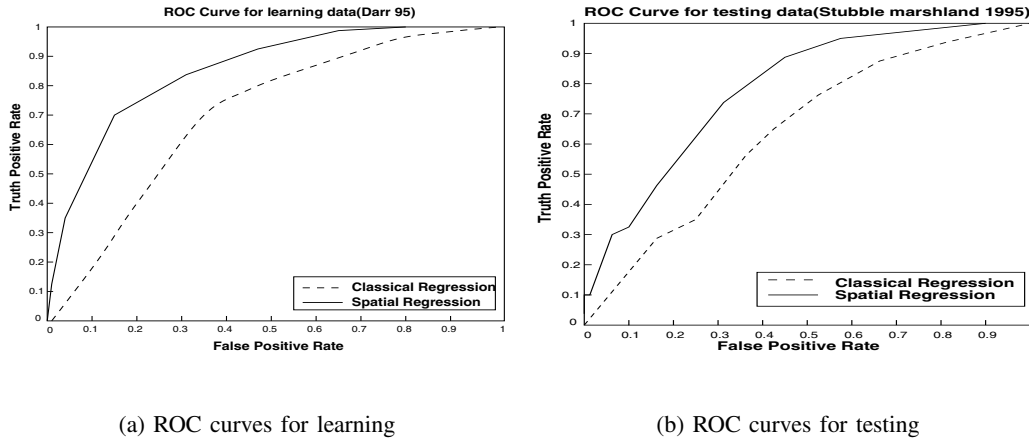 ROC Curve for learning data(Darr 95)
1
0.9
0.8
0.7
0.6
0.5
0.4
0.3
0.2
0.1
0
Truth Positive Rate
Classical Regression
Spatial Regression
0 0.1 0.2 0.3 0.4 0.5 0.6 0.7 0.8 0.9 1
False Positive Rate
(a) ROC curves for learning
ROC Curve for testing data(Stubble marshland 1995)
1
0.9
0.8
0.7
0.6
0.5
0.4
0.3
0.2
0.1
0
Truth Positive Rate
Classical Regression
Spatial Regression
0 0.1 0.2 0.3 0.4 0.5 0.6 0.7 0.8 0.9 1
False Positive Rate
(b) ROC curves for testing